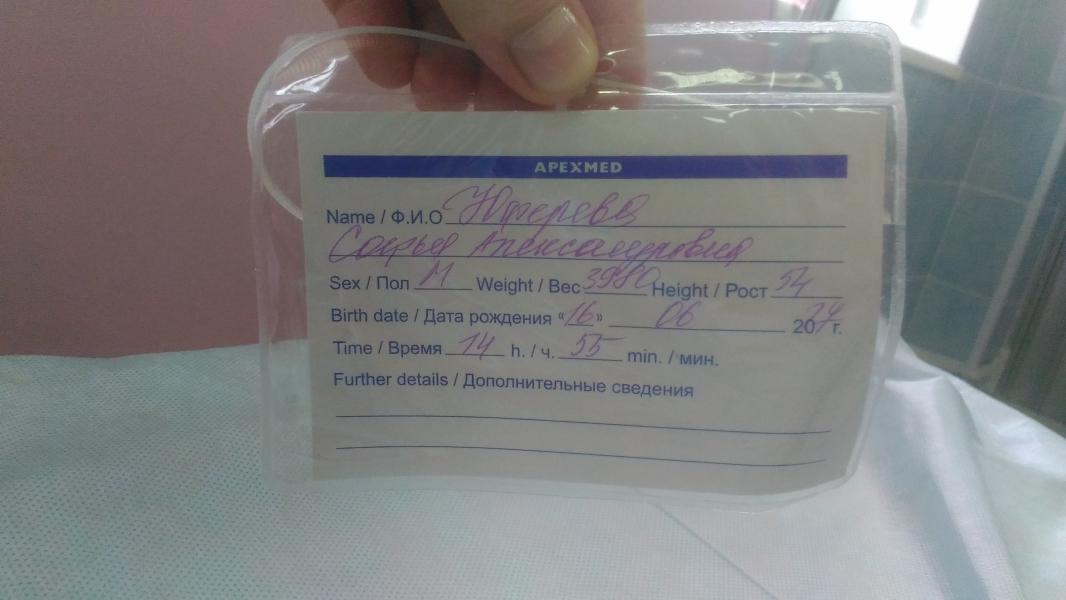 APEXMED
Name / Ф.И.О Юферева
Софья Александровна
Sex / Пол М Weight / Вес 3980 Height / Рост 54
Birth date / Дата рождения «16» 06 2024 г.
Time / Время 14 h. / ч. 55 min. / мин.
Further details / Дополнительные сведения